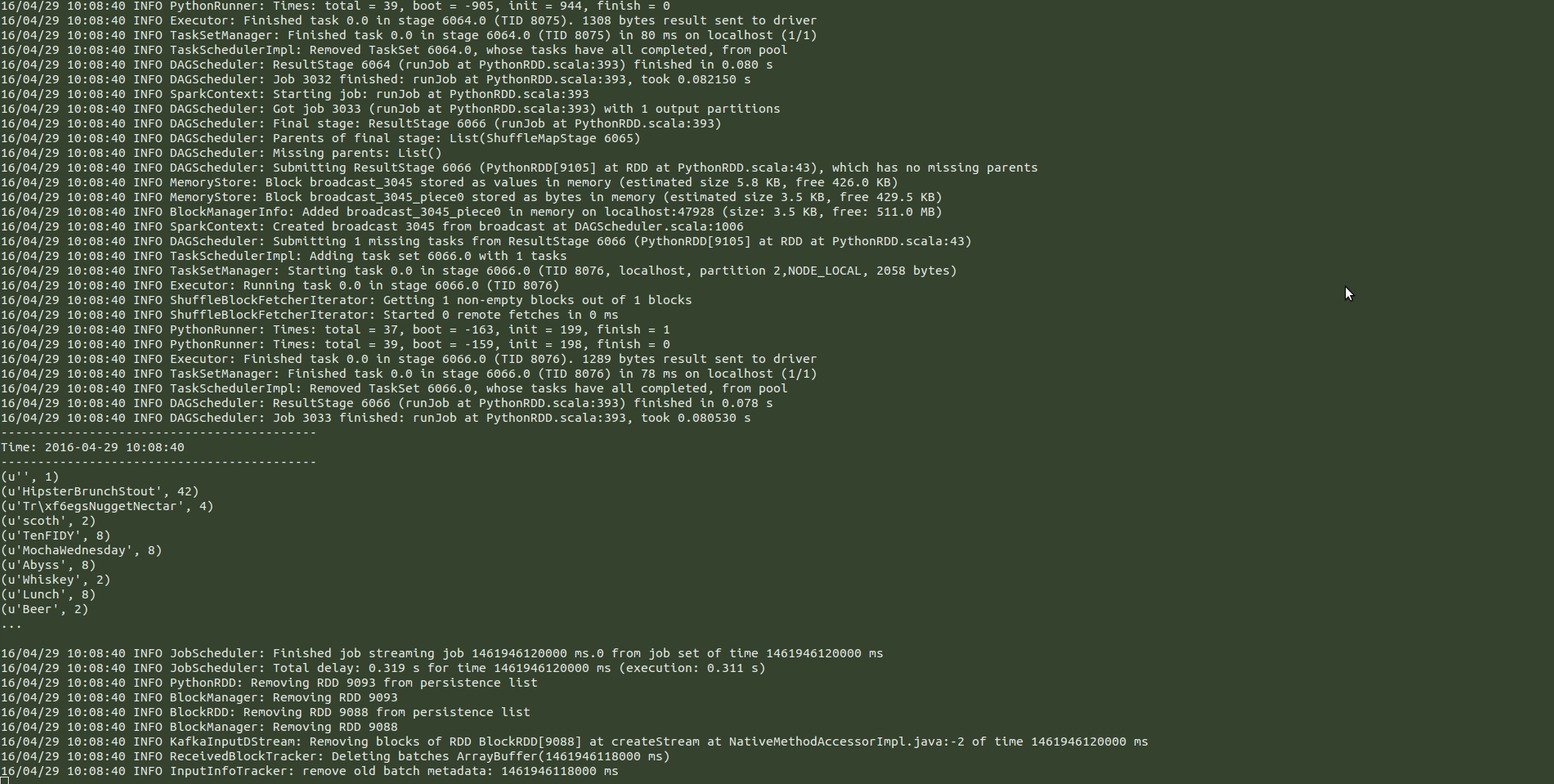 16/04/29 10:08:40 INFO PythonRunner: Times: total = 39, boot = -905, init = 944, finish = 0
16/04/29 10:08:40 INFO Executor: Finished task 0.0 in stage 6064.0 (TID 8075). 1308 bytes result sent to driver
16/04/29 10:08:40 INFO TaskSetManager: Finished task 0.0 in stage 6064.0 (TID 8075) in 80 ms on localhost (1/1)
16/04/29 10:08:40 INFO TaskSchedulerImpl: Removed TaskSet 6064.0, whose tasks have all completed, from pool
16/04/29 10:08:40 INFO DAGScheduler: ResultStage 6064 (runJob at PythonRDD.scala:393) finished in 0.080 s
16/04/29 10:08:40 INFO DAGScheduler: Job 3032 finished: runJob at PythonRDD.scala:393, took 0.082150 s
16/04/29 10:08:40 INFO SparkContext: Starting job: runJob at PythonRDD.scala:393
16/04/29 10:08:40 INFO DAGScheduler: Got job 3033 (runJob at PythonRDD.scala:393) with 1 output partitions
16/04/29 10:08:40 INFO DAGScheduler: Final stage: ResultStage 6066 (runJob at PythonRDD.scala:393)
16/04/29 10:08:40 INFO DAGScheduler: Parents of final stage: List(ShuffleMapStage 6065)
16/04/29 10:08:40 INFO DAGScheduler: Missing parents: List()
16/04/29 10:08:40 INFO DAGScheduler: Submitting ResultStage 6066 (PythonRDD[9105] at RDD at PythonRDD.scala:43), which has no missing parents
16/04/29 10:08:40 INFO MemoryStore: Block broadcast_3045 stored as values in memory (estimated size 5.8 KB, free 426.0 KB)
16/04/29 10:08:40 INFO MemoryStore: Block broadcast_3045_piece0 stored as bytes in memory (estimated size 3.5 KB, free 429.5 KB)
16/04/29 10:08:40 INFO BlockManagerInfo: Added broadcast_3045_piece0 in memory on localhost:47928 (size: 3.5 KB, free: 511.0 MB)
16/04/29 10:08:40 INFO SparkContext: Created broadcast 3045 from broadcast at DAGScheduler.scala:1006
16/04/29 10:08:40 INFO DAGScheduler: Submitting 1 missing tasks from ResultStage 6066 (PythonRDD[9105] at RDD at PythonRDD.scala:43)
16/04/29 10:08:40 INFO TaskSchedulerImpl: Adding task set 6066.0 with 1 tasks
16/04/29 10:08:40 INFO TaskSetManager: Starting task 0.0 in stage 6066.0 (TID 8076, localhost, partition 2,NODE_LOCAL, 2058 bytes)
16/04/29 10:08:40 INFO Executor: Running task 0.0 in stage 6066.0 (TID 8076)
16/04/29 10:08:40 INFO ShuffleBlockFetcherIterator: Getting 1 non-empty blocks out of 1 blocks
16/04/29 10:08:40 INFO ShuffleBlockFetcherIterator: Started 0 remote fetches in 0 ms
16/04/29 10:08:40 INFO PythonRunner: Times: total = 37, boot = -163, init = 199, finish = 1
16/04/29 10:08:40 INFO PythonRunner: Times: total = 39, boot = -159, init = 198, finish = 0
16/04/29 10:08:40 INFO Executor: Finished task 0.0 in stage 6066.0 (TID 8076). 1289 bytes result sent to driver
16/04/29 10:08:40 INFO TaskSetManager: Finished task 0.0 in stage 6066.0 (TID 8076) in 78 ms on localhost (1/1)
16/04/29 10:08:40 INFO TaskSchedulerImpl: Removed TaskSet 6066.0, whose tasks have all completed, from pool
16/04/29 10:08:40 INFO DAGScheduler: ResultStage 6066 (runJob at PythonRDD.scala:393) finished in 0.078 s
16/04/29 10:08:40 INFO DAGScheduler: Job 3033 finished: runJob at PythonRDD.scala:393, took 0.080530 s
-------------------------------------------
Time: 2016-04-29 10:08:40
-------------------------------------------
(u'', 1)
(u'HipsterBrunchStout', 42)
(u'Tr\xf6egsNuggetNectar', 4)
(u'scoth', 2)
(u'TenFIDY', 8)
(u'MochaWednesday', 8)
(u'Abyss', 8)
(u'Whiskey', 2)
(u'Lunch', 8)
(u'Beer', 2)
...
16/04/29 10:08:40 INFO JobScheduler: Finished job streaming job 1461946120000 ms.0 from job set of time 1461946120000 ms
16/04/29 10:08:40 INFO JobScheduler: Total delay: 0.319 s for time 1461946120000 ms (execution: 0.311 s)
16/04/29 10:08:40 INFO PythonRDD: Removing RDD 9093 from persistence list
16/04/29 10:08:40 INFO BlockManager: Removing RDD 9093
16/04/29 10:08:40 INFO BlockRDD: Removing RDD 9088 from persistence list
16/04/29 10:08:40 INFO BlockManager: Removing RDD 9088
16/04/29 10:08:40 INFO KafkaInputDStream: Removing blocks of RDD BlockRDD[9088] at createStream at NativeMethodAccessorImpl.java:-2 of time 1461946120000 ms
16/04/29 10:08:40 INFO ReceivedBlockTracker: Deleting batches ArrayBuffer(1461946118000 ms)
16/04/29 10:08:40 INFO InputInfoTracker: remove old batch metadata: 1461946118000 ms